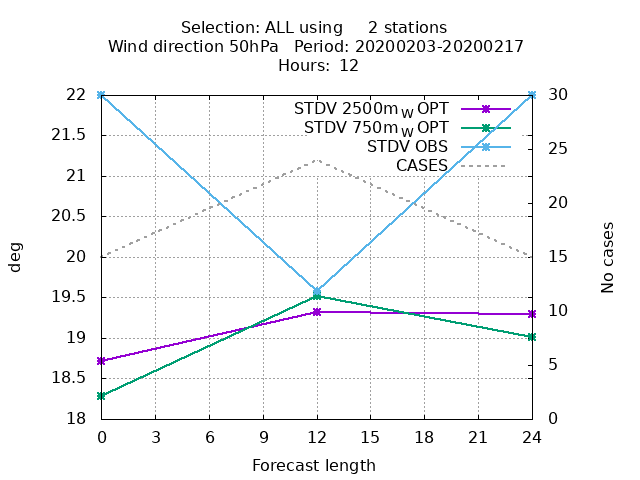 Selection: ALL using     2 stations
Wind direction 50hPa   Period: 20200203-20200217
Hours:  12
STDV 2500m_W OPT
STDV 750m_W OPT
STDV OBS
CASES
22
21.5
21
20.5
20
19.5
19
18.5
18
30
25
20
15
10
5
0
deg
No cases
0 3 6 9 12 15 18 21 24
Forecast length